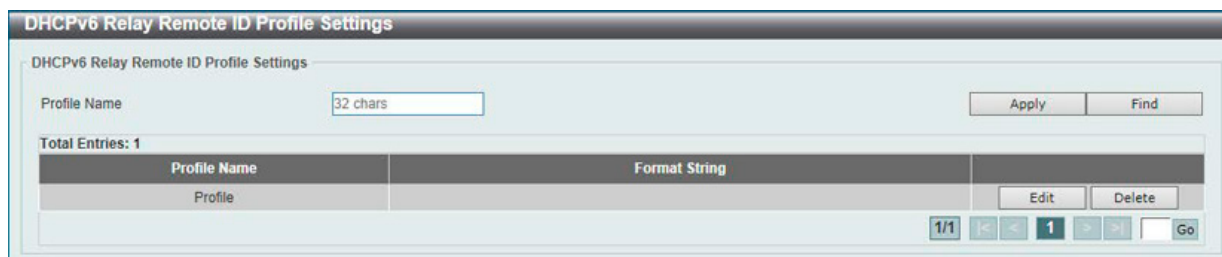 DHCPv6 Relay Remote ID Profile Settings
DHCPv6 Relay Remote ID Profile Settings
Profile Name 32 chars Apply Find
Total Entries: 1
Profile Name Format String
Profile Edit Delete
1/1 |< < 1 > >| Go